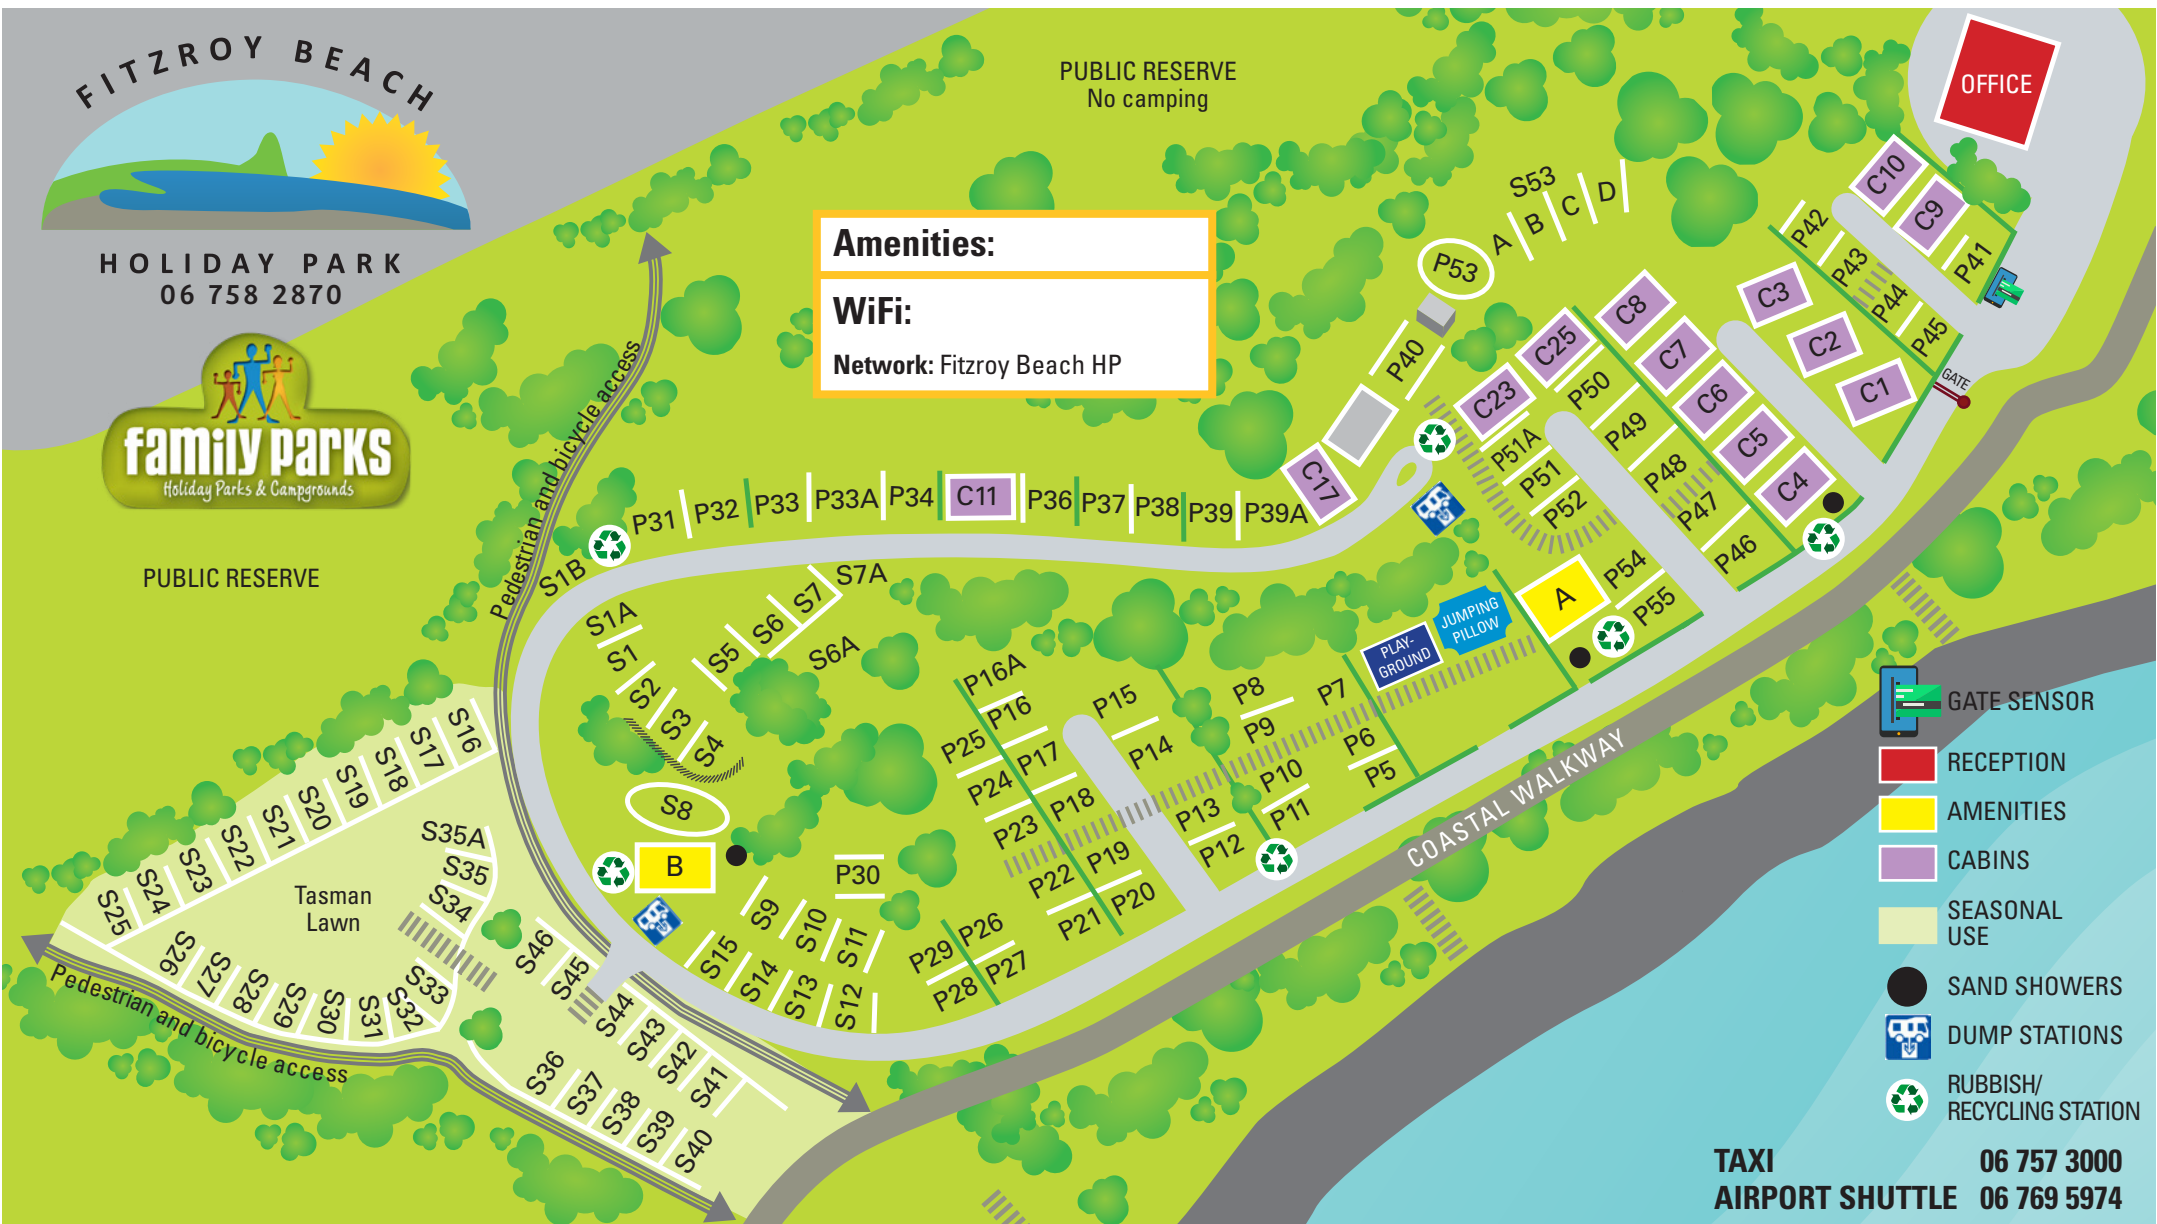 FITZROY BEACH
HOLIDAY PARK
06 758 2870
family parks
Holiday Parks & Campgrounds
PUBLIC RESERVE
No camping
OFFICE
Amenities:
WiFi:
Network: Fitzroy Beach HP
PUBLIC RESERVE
Pedestrian and bicycle access
C10
C9
P41
P42
P43
P44
P45
GATE
C3
C2
C1
S53
A
B
C
D
P53
P40
C8
C7
C6
C5
C4
C25
C23
P50
P49
P48
P47
P46
P51A
P51
P52
P54
P55
A
C17
P31
P32
P33
P33A
P34
C11
P36
P37
P38
P39
P39A
S1B
S1A
S1
S2
S3
S4
S5
S6
S7
S7A
S6A
S8
B
JUMPING
PILLOW
PLAY-
GROUND
P16A
P16
P15
P14
P17
P18
P25
P24
P23
P22
P19
P21
P20
P8
P9
P7
P6
P5
P10
P11
P13
P12
P30
P29
P26
P28
P27
S9
S10
S11
S15
S14
S13
S12
S16
S17
S18
S19
S20
S21
S22
S23
S24
S25
Tasman
Lawn
S35A
S35
S34
S33
S32
S31
S30
S29
S28
S27
S26
S46
S45
S44
S43
S42
S41
S36
S37
S38
S39
S40
Pedestrian and bicycle access
COASTAL WALKWAY
GATE SENSOR
RECEPTION
AMENITIES
CABINS
SEASONAL
USE
SAND SHOWERS
DUMP STATIONS
RUBBISH/
RECYCLING STATION
TAXI 06 757 3000
AIRPORT SHUTTLE 06 769 5974